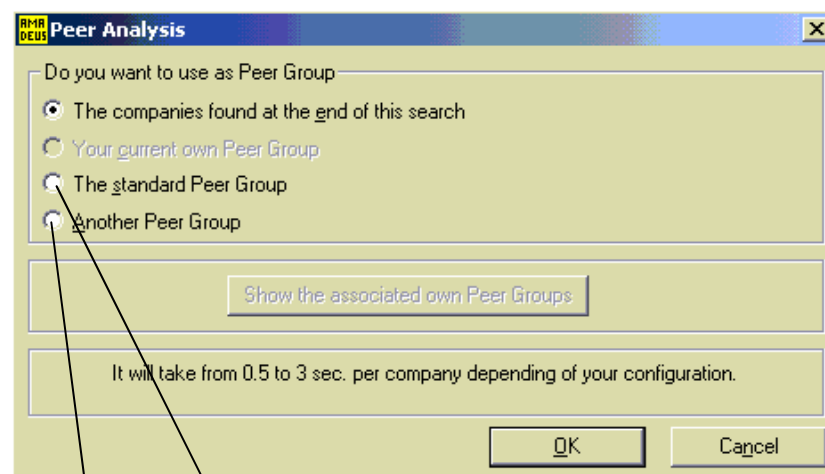 AMA
DEUS
Peer Analysis
Do you want to use as Peer Group
The companies found at the end of this search
Your current own Peer Group
The standard Peer Group
Another Peer Group
Show the associated own Peer Groups
It will take from 0.5 to 3 sec. per company depending of your configuration.
OK
Cancel